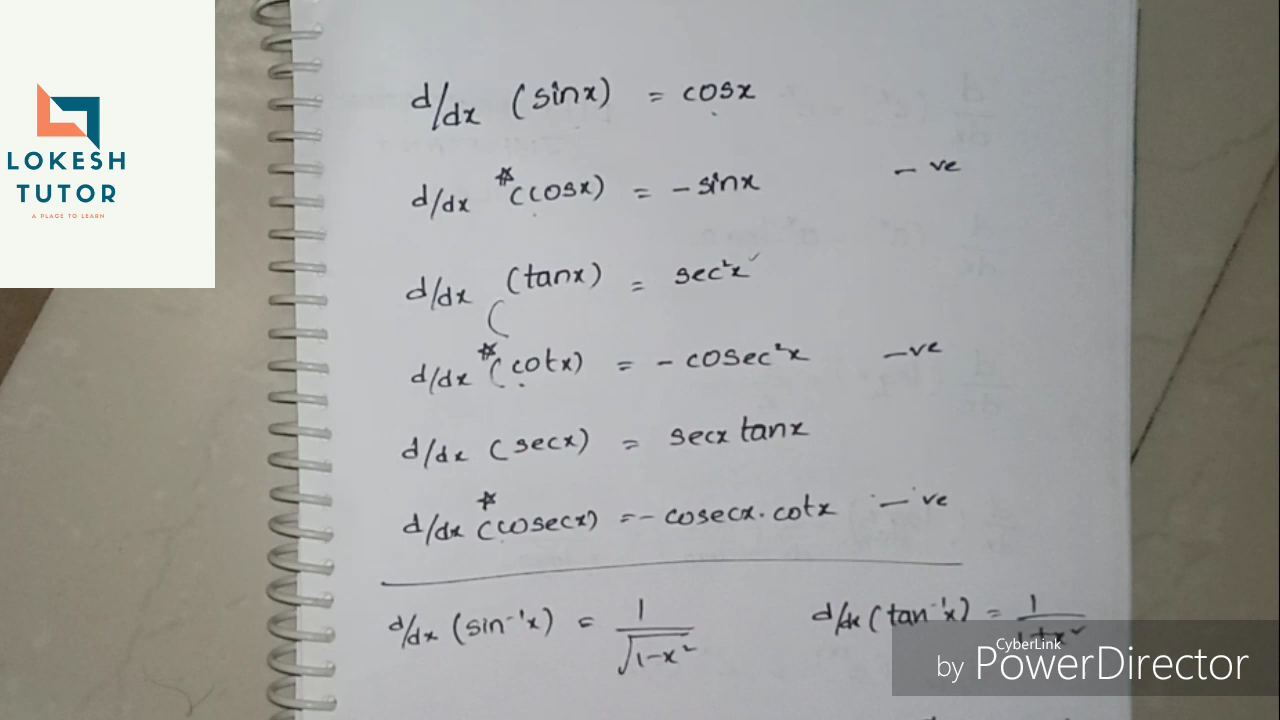 LOKESH
TUTOR
A PLACE TO LEARN
d/dx (sinx) = cosx
d/dx (cosx) = - sinx - ve
d/dx (tanx) = sec²x
d/dx (cotx) = - cosec²x -ve
d/dx (secx) = secx tanx
d/dx (cosecx) = - cosecx . cotx - ve
d/dx (sin⁻¹x) = 1/√1-x² d/dx (tan⁻¹x) = 1/1+x²
CyberLink
by PowerDirector